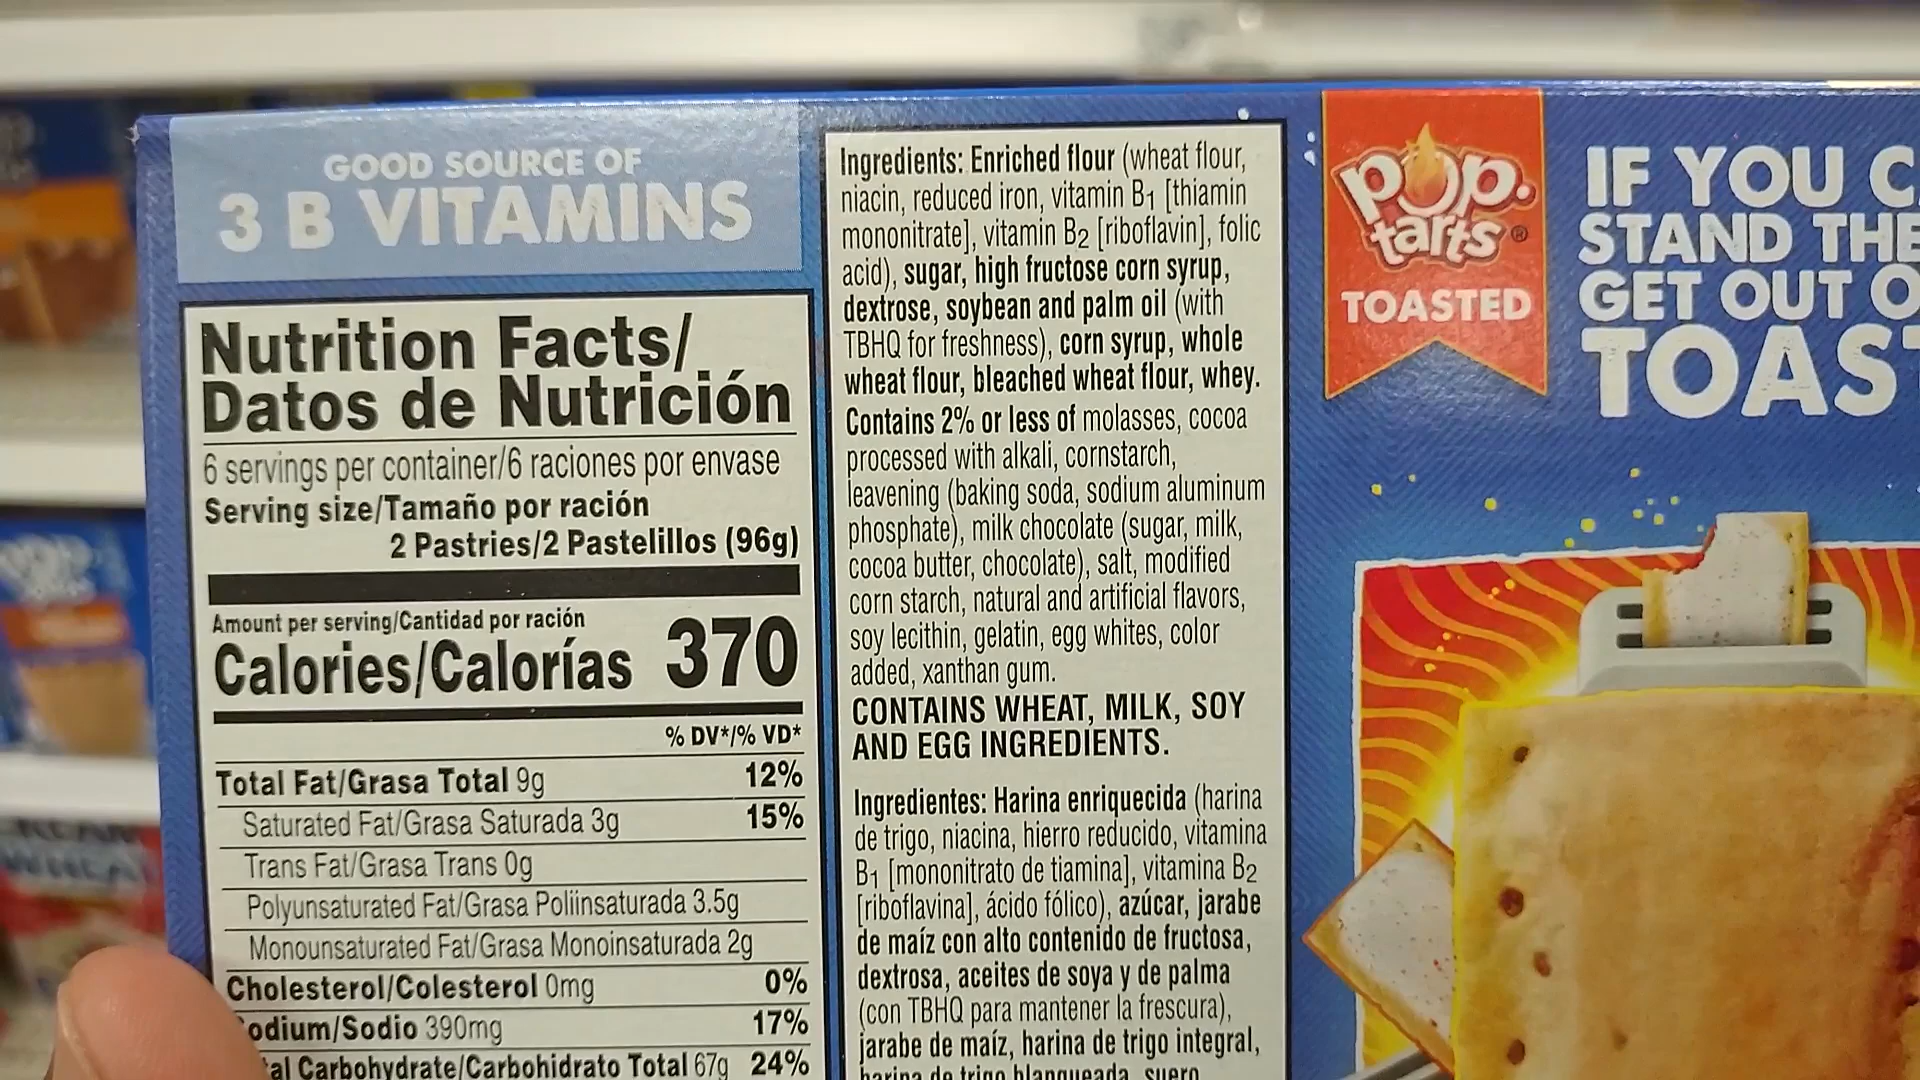 GOOD SOURCE OF
3 B VITAMINS
Nutrition Facts/
Datos de Nutrición
6 servings per container/6 raciones por envase
Serving size/Tamaño por ración
2 Pastries/2 Pastelillos (96g)
Amount per serving/Cantidad por ración
Calories/Calorías 370
% DV*/% VD*
Total Fat/Grasa Total 9g 12%
Saturated Fat/Grasa Saturada 3g 15%
Trans Fat/Grasa Trans 0g
Polyunsaturated Fat/Grasa Poliinsaturada 3.5g
Monounsaturated Fat/Grasa Monoinsaturada 2g
Cholesterol/Colesterol 0mg 0%
odium/Sodio 390mg 17%
al Carbohydrate/Carbohidrato Total 67g 24%
Ingredients: Enriched flour (wheat flour,
niacin, reduced iron, vitamin B1 [thiamin
mononitrate], vitamin B2 [riboflavin], folic
acid), sugar, high fructose corn syrup,
dextrose, soybean and palm oil (with
TBHQ for freshness), corn syrup, whole
wheat flour, bleached wheat flour, whey.
Contains 2% or less of molasses, cocoa
processed with alkali, cornstarch,
leavening (baking soda, sodium aluminum
phosphate), milk chocolate (sugar, milk,
cocoa butter, chocolate), salt, modified
corn starch, natural and artificial flavors,
soy lecithin, gelatin, egg whites, color
added, xanthan gum.
CONTAINS WHEAT, MILK, SOY
AND EGG INGREDIENTS.
Ingredientes: Harina enriquecida (harina
de trigo, niacina, hierro reducido, vitamina
B1 [mononitrato de tiamina], vitamina B2
[riboflavina], ácido fólico), azúcar, jarabe
de maíz con alto contenido de fructosa,
dextrosa, aceites de soya y de palma
(con TBHQ para mantener la frescura),
jarabe de maíz, harina de trigo integral,
harina de trigo blanqueada, suero
pop.
tarts®
TOASTED
IF YOU C
STAND THE
GET OUT O
TOAST